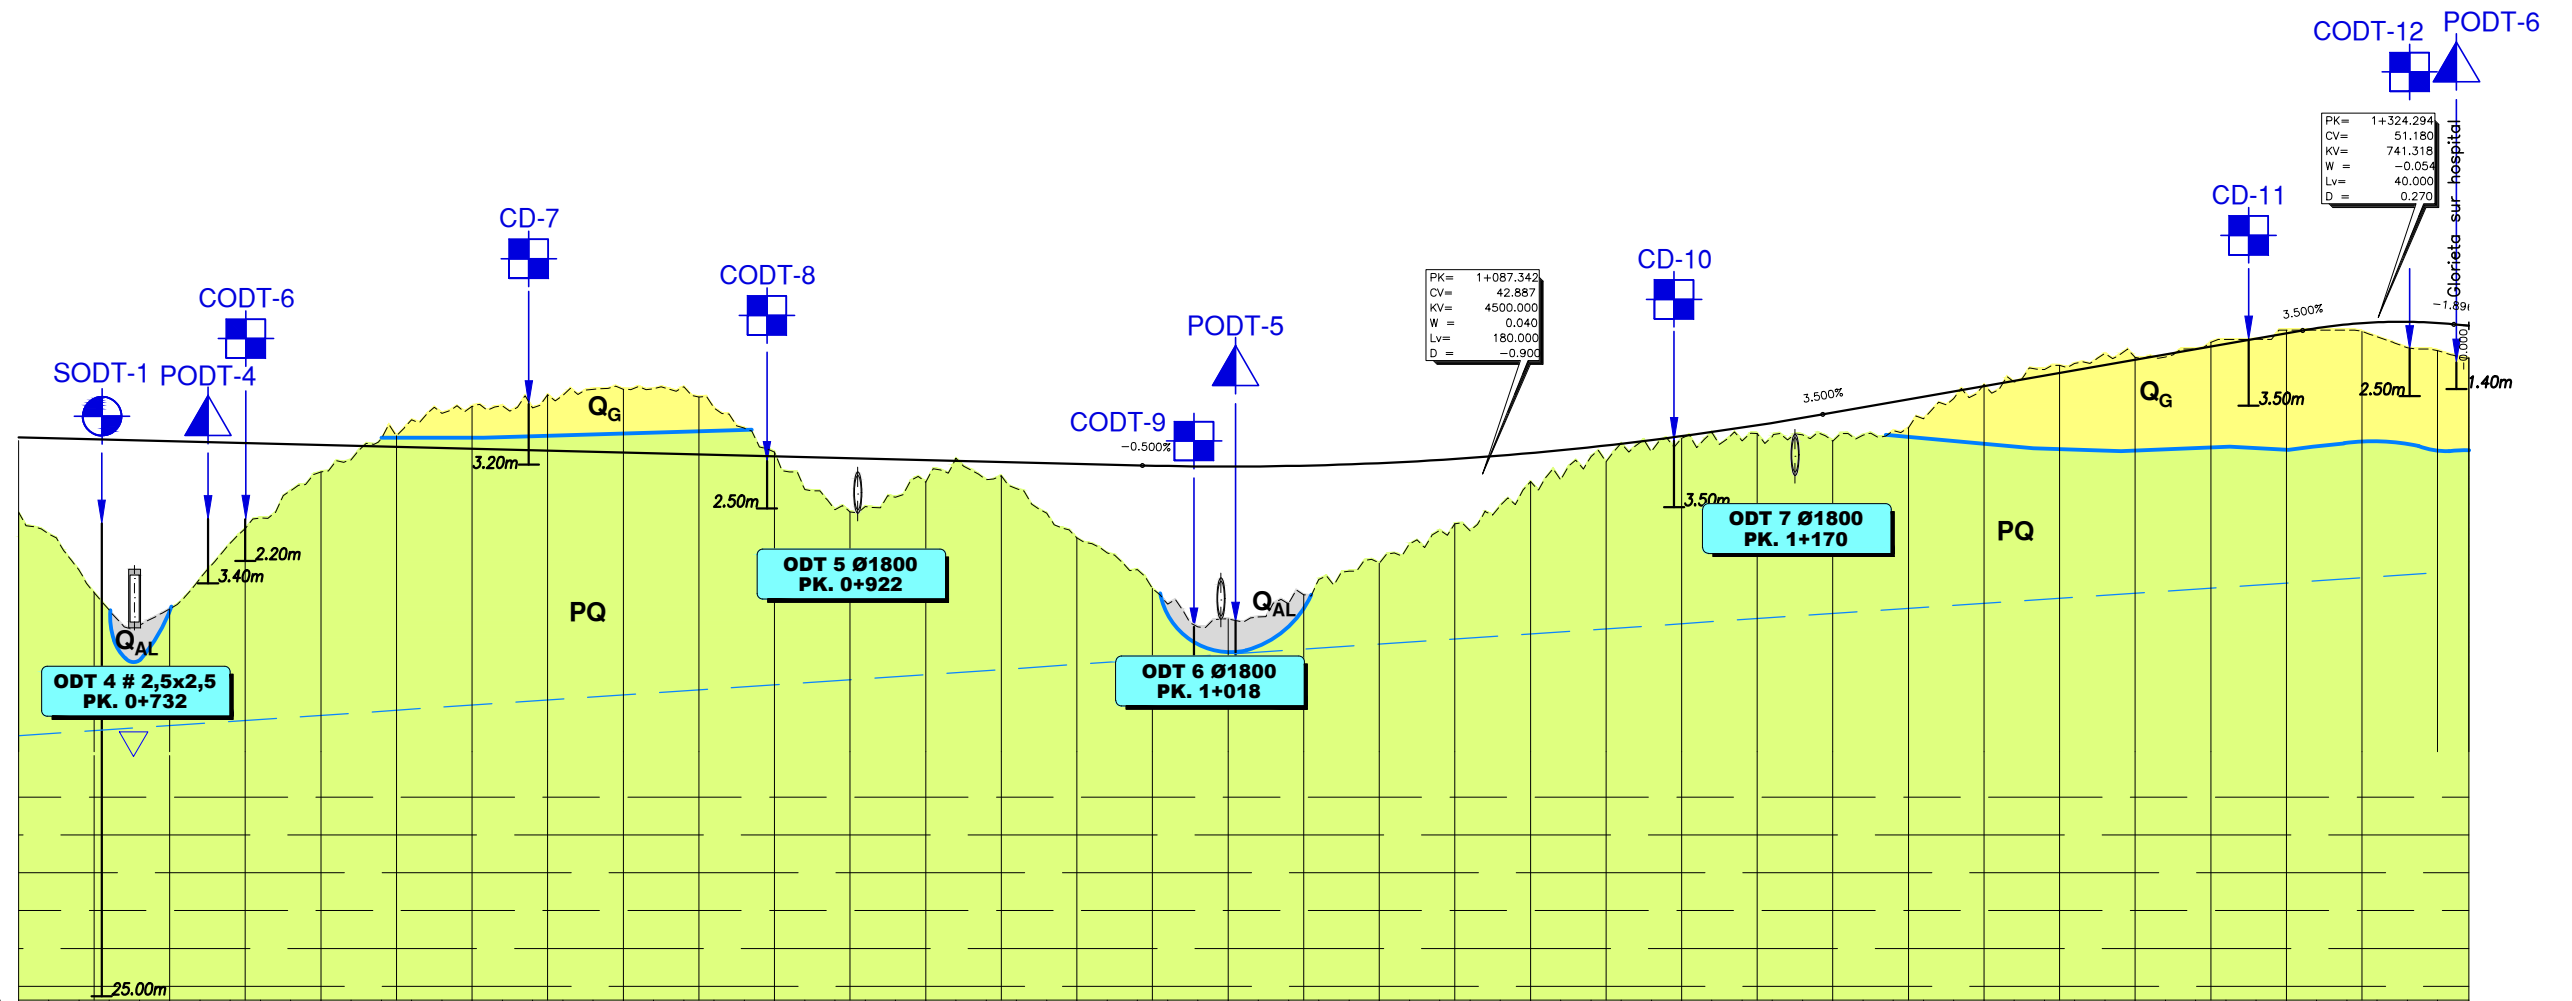 CODT-12
PODT-6
PK= 1+324.294
CV= 51.180
KV= 741.318
W = -0.054
Lv= 40.000
D = 0.270
Glorieta sur hospital
CD-11
CD-7
CD-10
CODT-8
PK= 1+087.342
CV= 42.887
KV= 4500.000
W = 0.040
Lv= 180.000
D = -0.900
CODT-6
3.500%
PODT-5
SODT-1
PODT-4
1.40m
2.50m
3.50m
3.500%
QG
QG
CODT-9
-0.500%
3.20m
2.50m
3.50m
ODT 7 Ø1800
PK. 1+170
PQ
2.20m
3.40m
ODT 5 Ø1800
PK. 0+922
PQ
QAL
QAL
ODT 4 # 2,5x2,5
PK. 0+732
ODT 6 Ø1800
PK. 1+018
25.00m